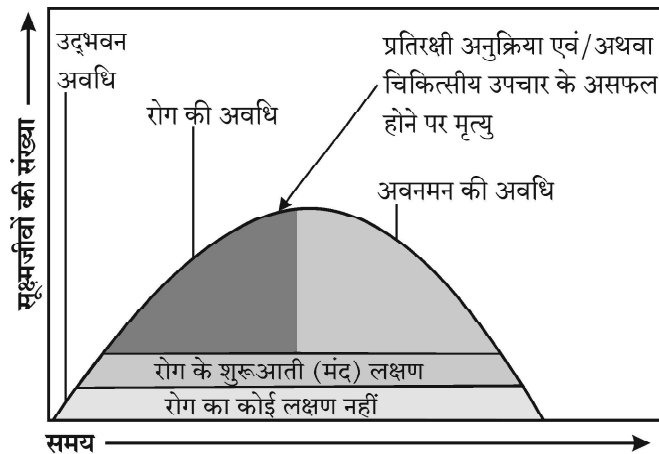 उद्‌भवन
अवधि
रोग की अवधि
प्रतिरक्षी अनुक्रिया एवं/अथवा
चिकित्सीय उपचार के असफल
होने पर मृत्यु
अवनमन की अवधि
सूक्ष्मजीवों की संख्या
रोग के शुरूआती (मंद) लक्षण
रोग का कोई लक्षण नहीं
समय